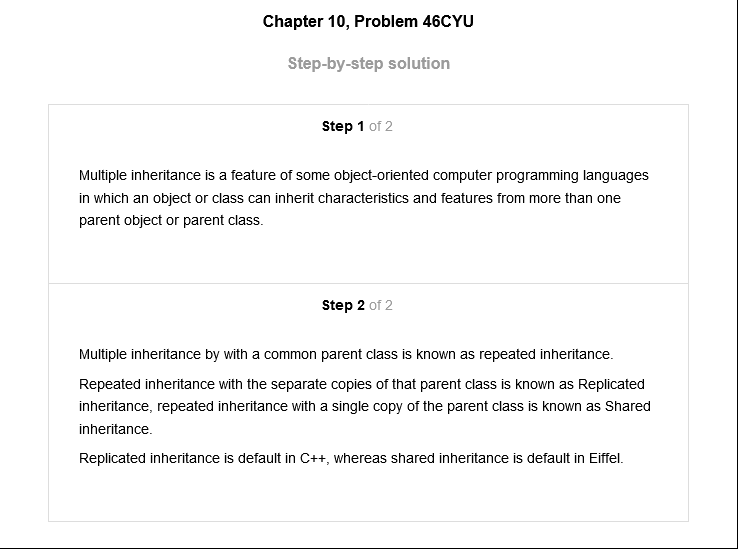 Chapter 10, Problem 46CYU
Step-by-step solution
Step 1 of 2
Multiple inheritance is a feature of some object-oriented computer programming languages
in which an object or class can inherit characteristics and features from more than one
parent object or parent class.
Step 2 of 2
Multiple inheritance by with a common parent class is known as repeated inheritance.
Repeated inheritance with the separate copies of that parent class is known as Replicated
inheritance, repeated inheritance with a single copy of the parent class is known as Shared
inheritance.
Replicated inheritance is default in C++, whereas shared inheritance is default in Eiffel.